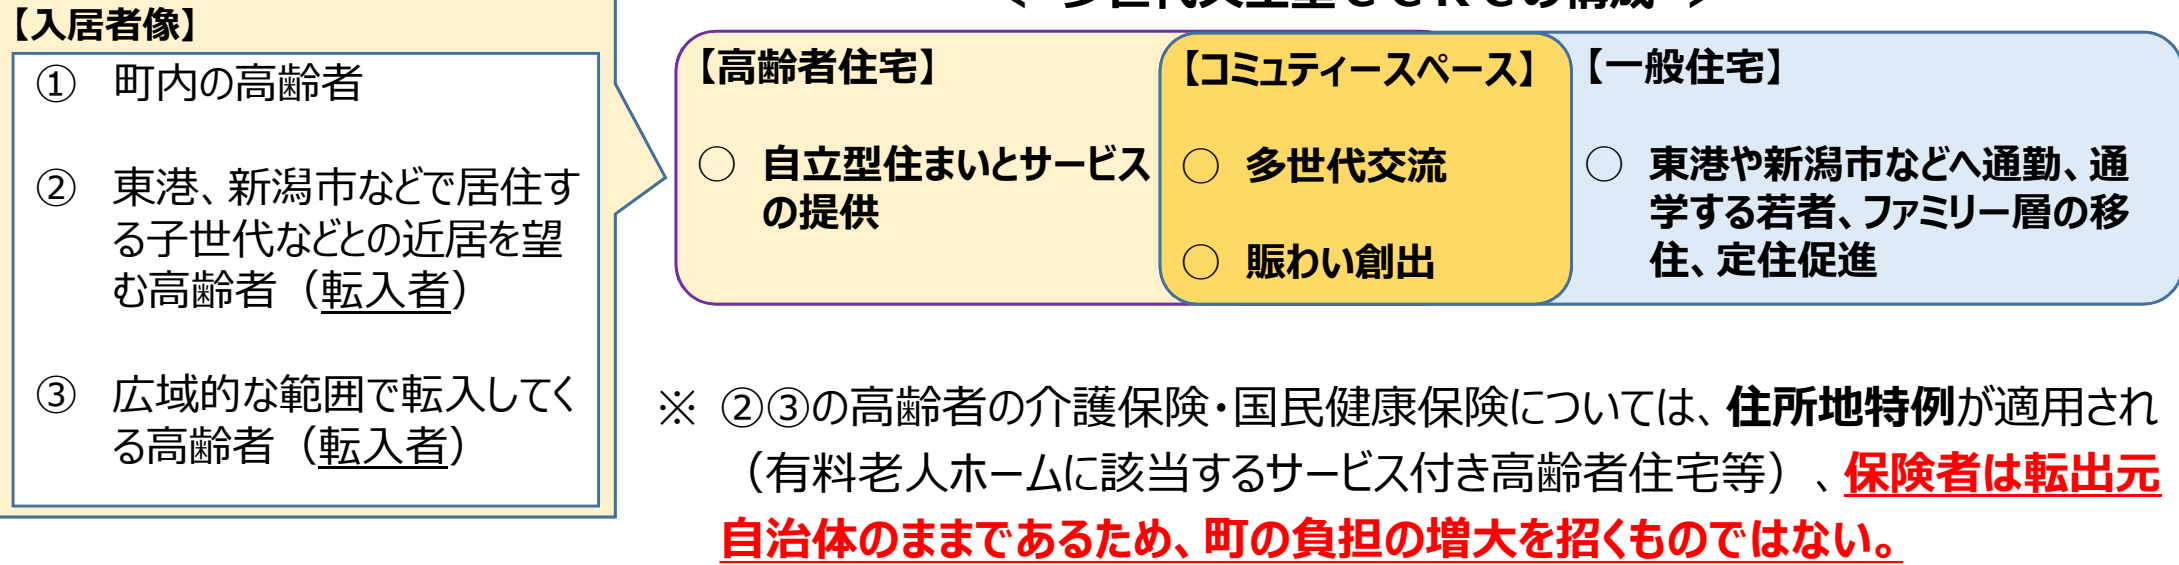 【入居者像】
① 町内の高齢者
② 東港、新潟市などで居住す
る子世代などとの近居を望
む高齢者（転入者）
③ 広域的な範囲で転入してく
る高齢者（転入者）
【高齢者住宅】
○ 自立型住まいとサービス
の提供
【コミュティースペース】
○ 多世代交流
○ 賑わい創出
【一般住宅】
○ 東港や新潟市などへ通勤、通
学する若者、ファミリー層の移
住、定住促進
※ ②③の高齢者の介護保険・国民健康保険については、住所地特例が適用され
（有料老人ホームに該当するサービス付き高齢者住宅等）、保険者は転出元
自治体のままであるため、町の負担の増大を招くものではない。